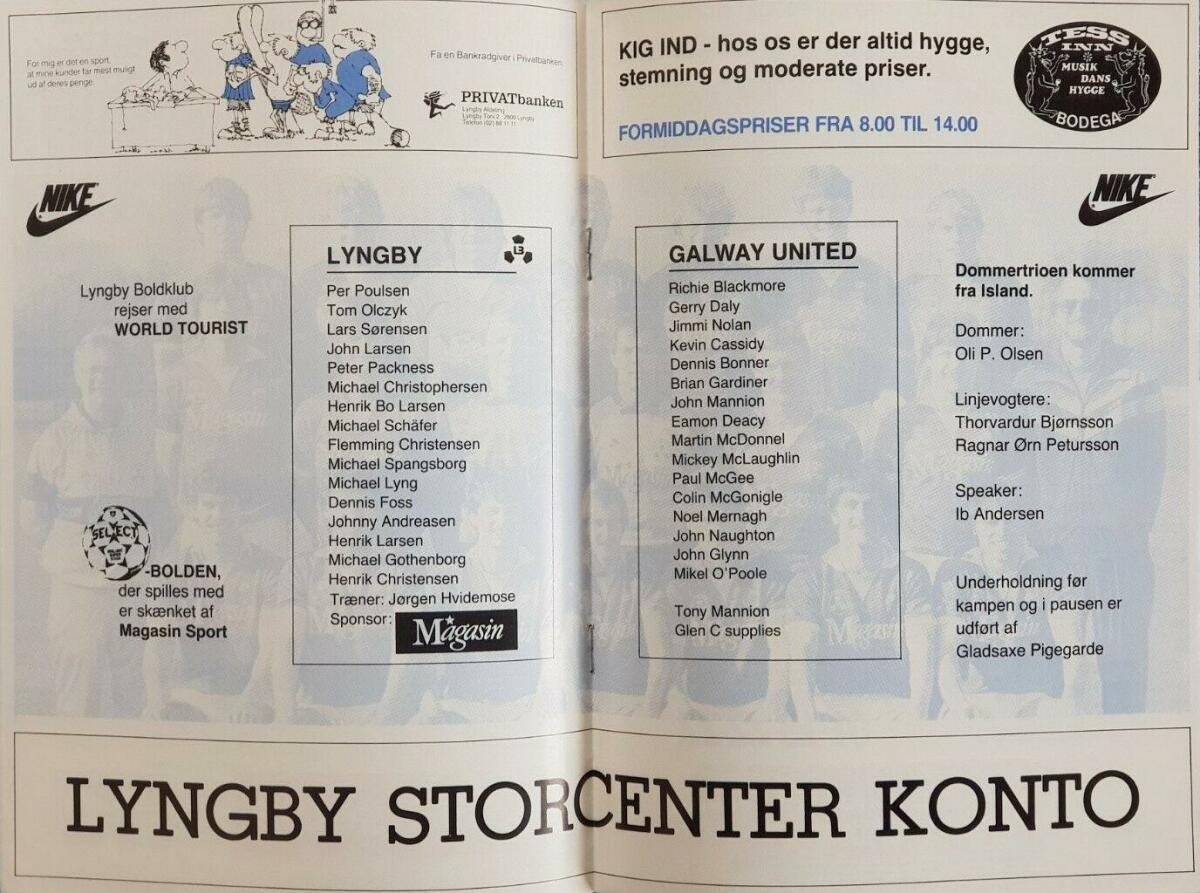 For mig er det en sport,
at mine kunder får mest muligt
ud af deres penge.
Få en Bankrådgiver i Privatbanken.
PRIVATbanken
Lyngby Afdeling
Lyngby Torv 2 · 2800 Lyngby
KIG IND - hos os er der altid hygge,
stemning og moderate priser.
FORMIDDAGSPRISER FRA 8.00 TIL 14.00
TESS
INN
MUSIK
DANS
HYGGE
BODEGA
NIKE
Lyngby Boldklub
rejser med
WORLD TOURIST
SELECT
-BOLDEN,
der spilles med
er skænket af
Magasin Sport
LYNGBY
Per Poulsen
Tom Olczyk
Lars Sørensen
John Larsen
Peter Packness
Michael Christophersen
Henrik Bo Larsen
Michael Schäfer
Flemming Christensen
Michael Spangsborg
Michael Lyng
Dennis Foss
Johnny Andreasen
Henrik Larsen
Michael Gothenborg
Henrik Christensen
Træner: Jørgen Hvidemose
Sponsor: Magasin
GALWAY UNITED
Richie Blackmore
Gerry Daly
Jimmi Nolan
Kevin Cassidy
Dennis Bonner
Brian Gardiner
John Mannion
Eamon Deacy
Martin McDonnel
Mickey McLaughlin
Paul McGee
Colin McGonigle
Noel Mernagh
John Naughton
John Glynn
Mikel O'Poole
Tony Mannion
Glen C supplies
NIKE
Dommertrioen kommer
fra Island.
Dommer:
Oli P. Olsen
Linjevogtere:
Thorvardur Bjørnsson
Ragnar Ørn Petursson
Speaker:
Ib Andersen
Underholdning før
kampen og i pausen er
udført af
Gladsaxe Pigegarde
LYNGBY STORCENTER KONTO